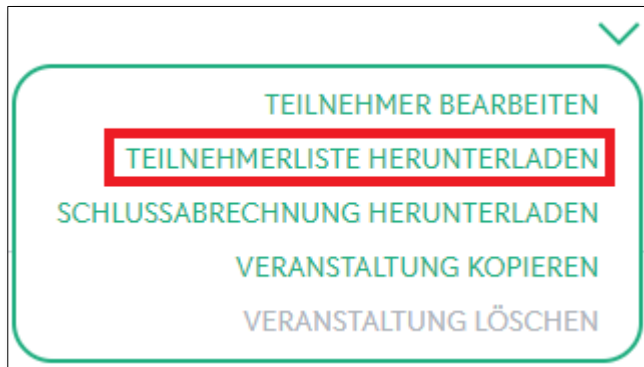 TEILNEHMER BEARBEITEN
TEILNEHMERLISTE HERUNTERLADEN
SCHLUSSABRECHNUNG HERUNTERLADEN
VERANSTALTUNG KOPIEREN
VERANSTALTUNG LÖSCHEN